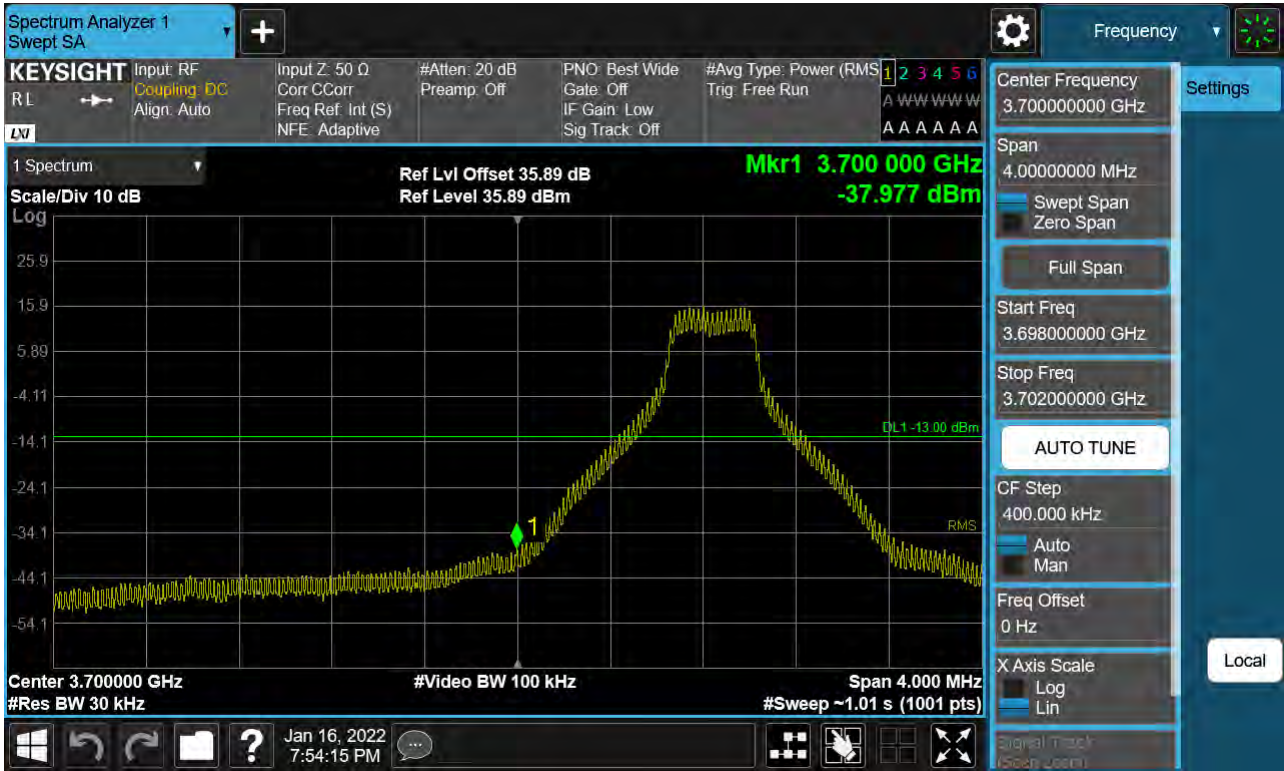 Spectrum Analyzer 1
Swept SA
Frequency
KEYSIGHT
R L
LXI
Input: RF
Coupling: DC
Align: Auto
Input Z: 50 Ω
Corr CCorr
Freq Ref: Int (S)
NFE: Adaptive
#Atten: 20 dB
Preamp: Off
PNO: Best Wide
Gate: Off
IF Gain: Low
Sig Track: Off
#Avg Type: Power (RMS
Trig: Free Run
1 2 3 4 5 6
A W W W W W
A A A A A A
1 Spectrum
Scale/Div 10 dB
Log
Ref Lvl Offset 35.89 dB
Ref Level 35.89 dBm
Mkr1 3.700 000 GHz
-37.977 dBm
25.9
15.9
5.89
-4.11
-14.1
-24.1
-34.1
-44.1
-54.1
DL1 -13.00 dBm
1
RMS
Center 3.700000 GHz
#Res BW 30 kHz
#Video BW 100 kHz
Span 4.000 MHz
#Sweep ~1.01 s (1001 pts)
Center Frequency
3.700000000 GHz
Settings
Span
4.00000000 MHz
Swept Span
Zero Span
Full Span
Start Freq
3.698000000 GHz
Stop Freq
3.702000000 GHz
AUTO TUNE
CF Step
400.000 kHz
Auto
Man
Freq Offset
0 Hz
X Axis Scale
Log
Lin
Local
Signal Track
(Span Zoom)
?
Jan 16, 2022
7:54:15 PM